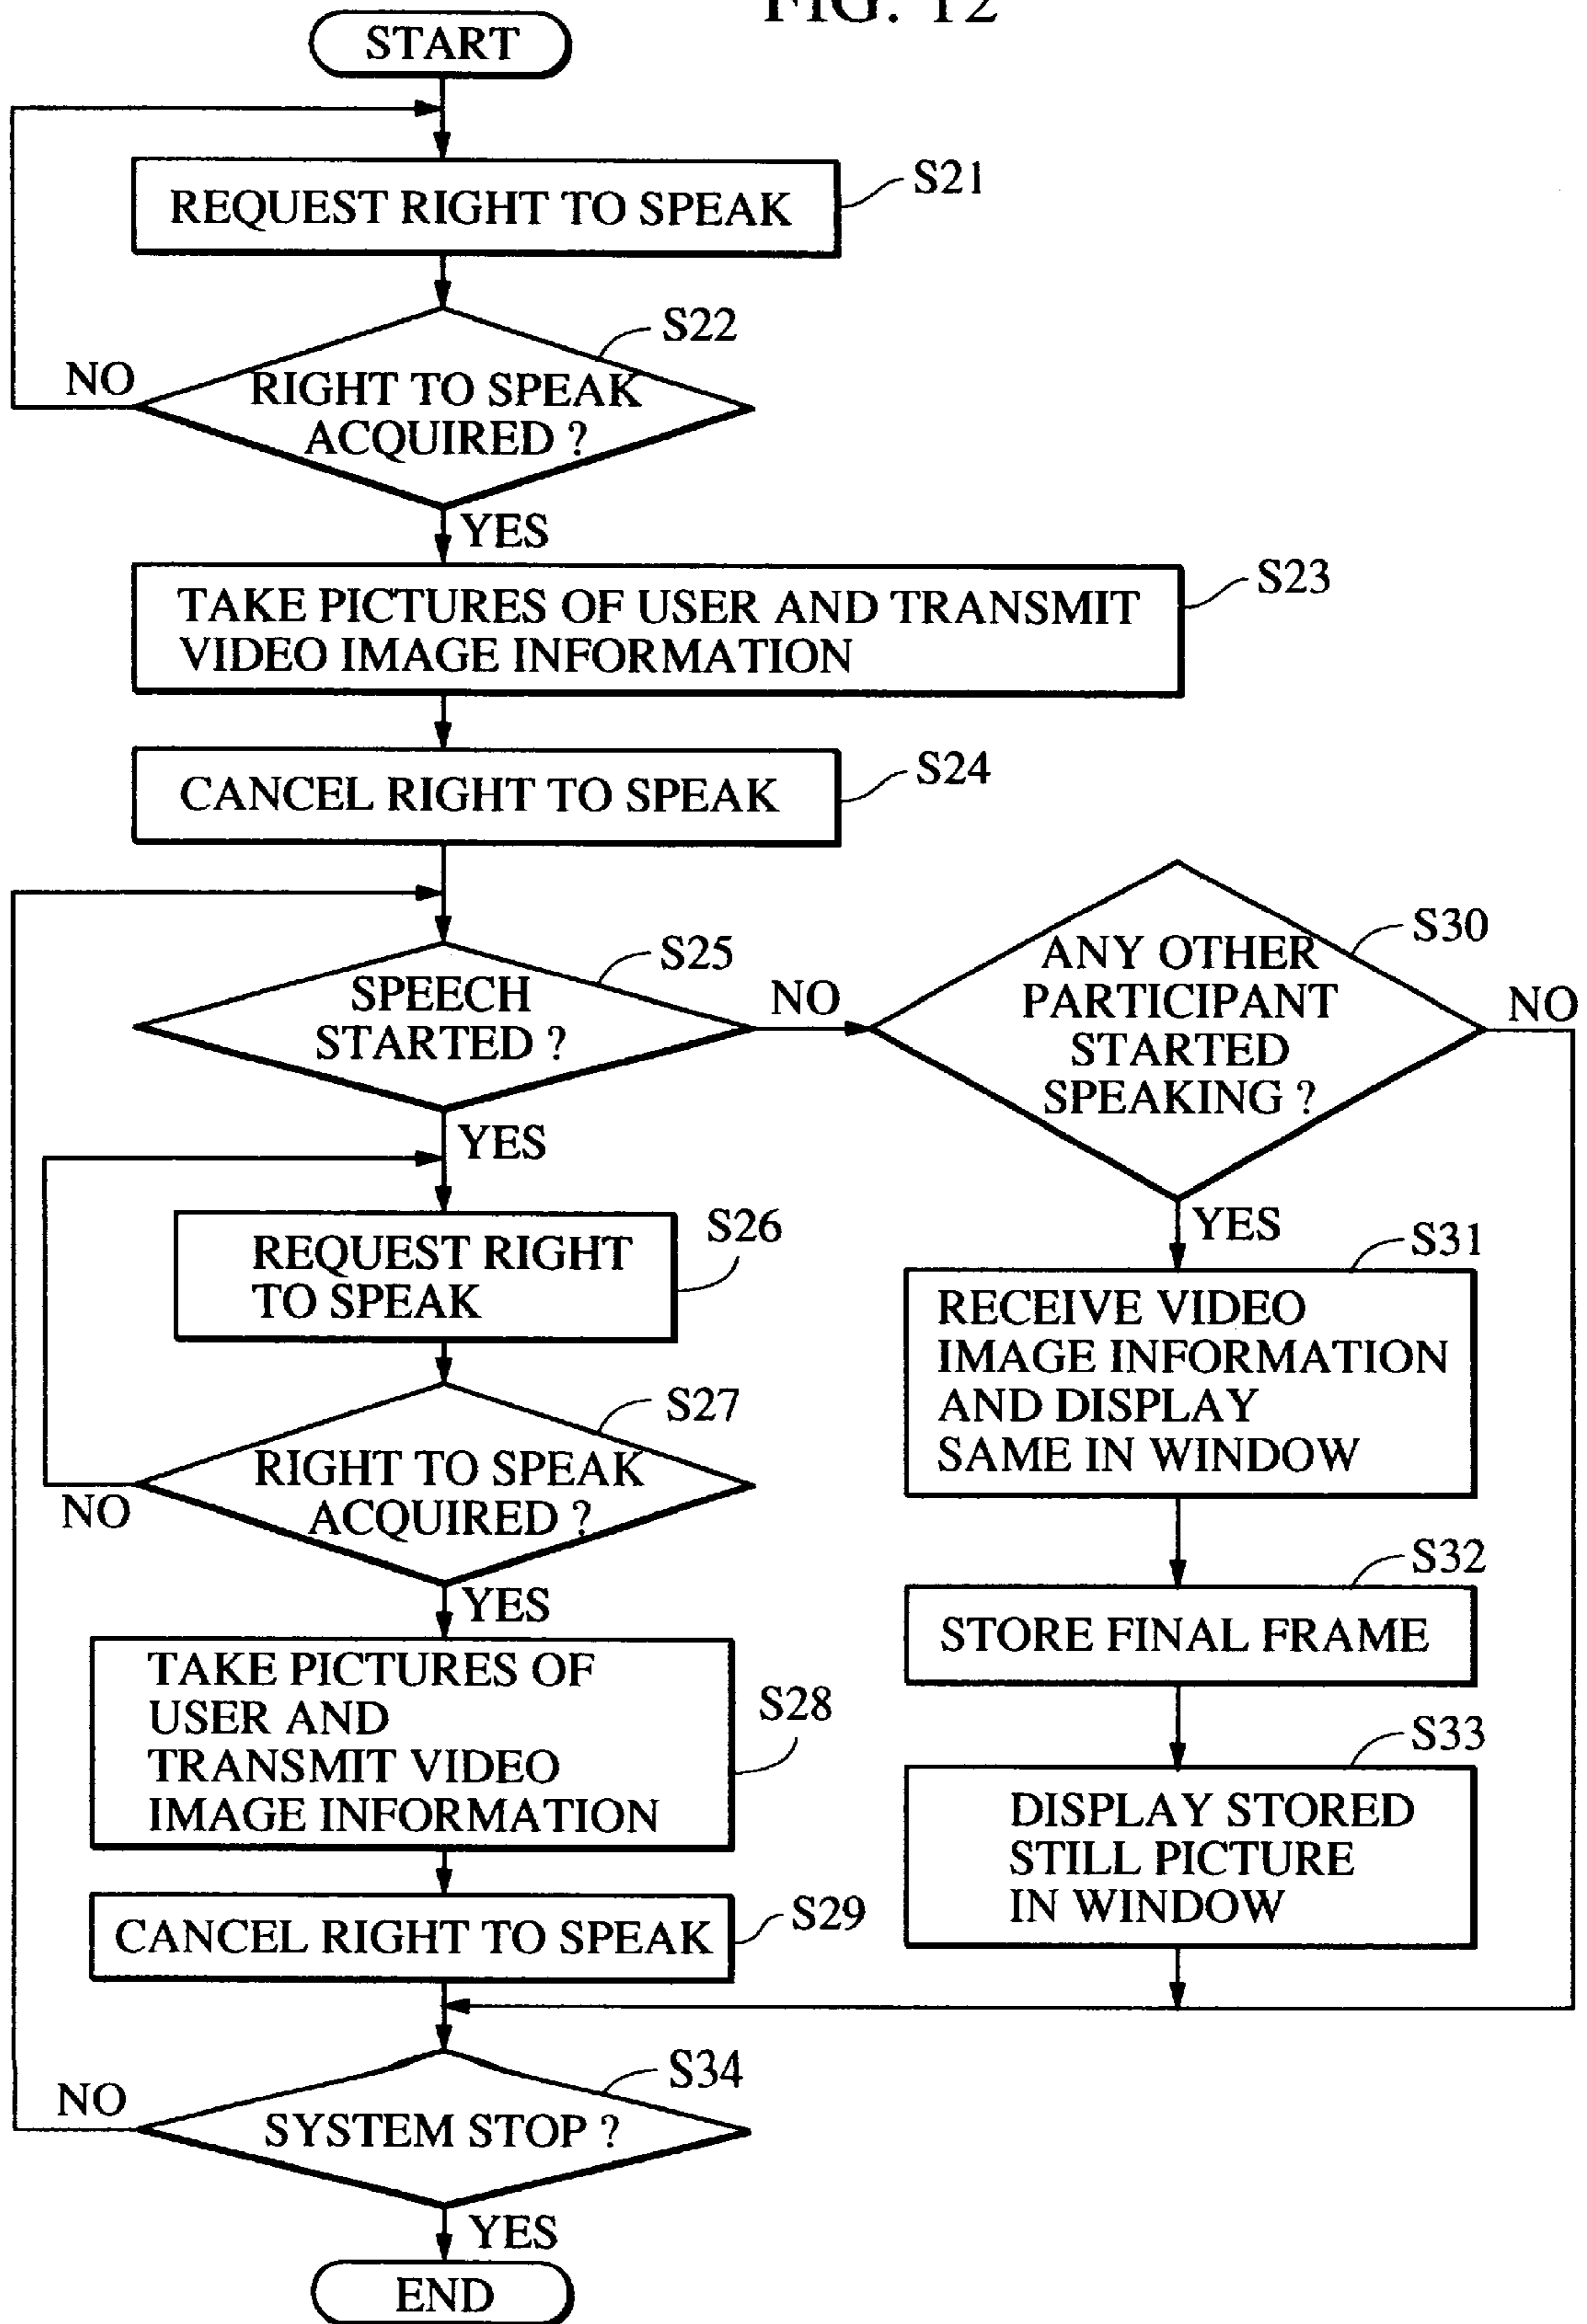 FIG. 12
START
REQUEST RIGHT TO SPEAK
S21
S22
NO
RIGHT TO SPEAK
ACQUIRED ?
YES
TAKE PICTURES OF USER AND TRANSMIT
VIDEO IMAGE INFORMATION
S23
CANCEL RIGHT TO SPEAK
S24
S25
SPEECH
STARTED ?
NO
S30
ANY OTHER
PARTICIPANT
STARTED
SPEAKING ?
NO
YES
S26
REQUEST RIGHT
TO SPEAK
S27
RIGHT TO SPEAK
ACQUIRED ?
NO
YES
TAKE PICTURES OF
USER AND
TRANSMIT VIDEO
IMAGE INFORMATION
S28
CANCEL RIGHT TO SPEAK
S29
YES
S31
RECEIVE VIDEO
IMAGE INFORMATION
AND DISPLAY
SAME IN WINDOW
S32
STORE FINAL FRAME
S33
DISPLAY STORED
STILL PICTURE
IN WINDOW
S34
NO
SYSTEM STOP ?
YES
END